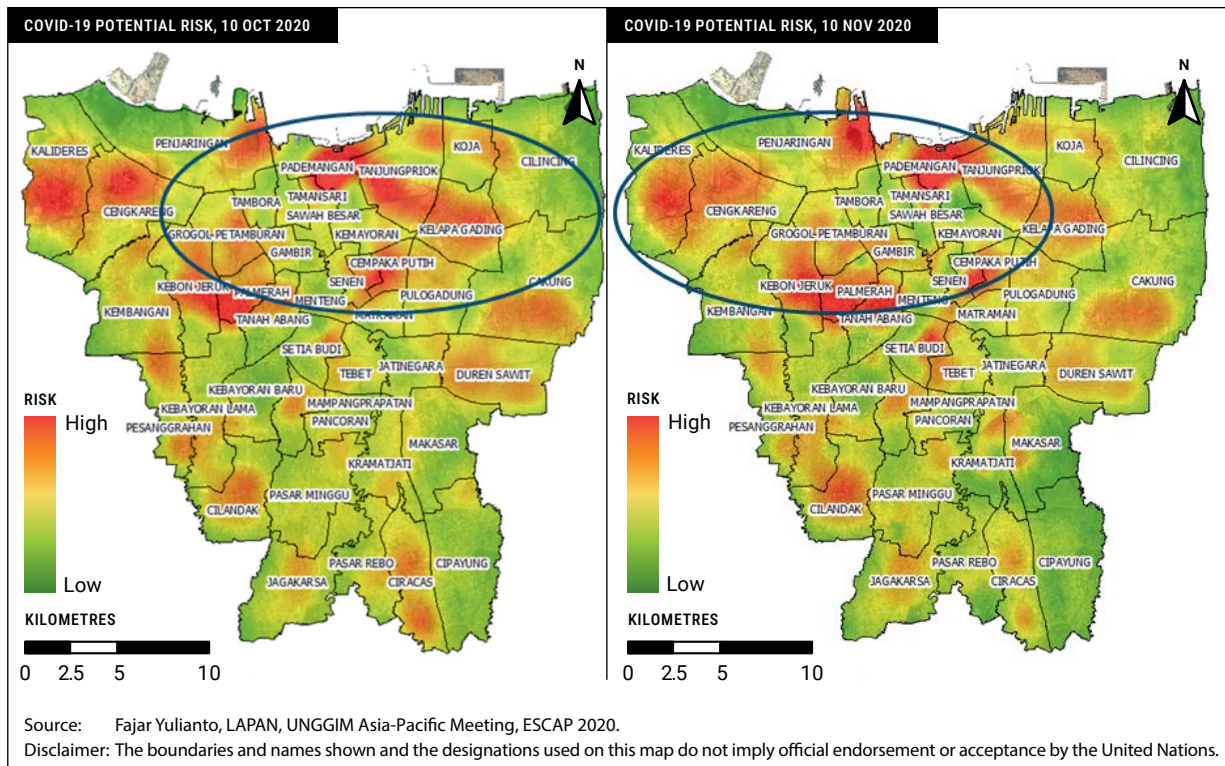 COVID-19 POTENTIAL RISK, 10 OCT 2020
N
KALIDERES
PENJARINGAN
PADEMANGAN
TANJUNGPRIOK
KOJA
CILINCING
CENGKARENG
TAMBORA
TAMANSARI
SAWAH BESAR
GROGOL-PETAMBURAN
KEMAYORAN
KELAPA GADING
GAMBIR
CEMPAKA PUTIH
KEBON JERUK
PALMERAH
SENEN
MENTENG
PULOGADUNG
CAKUNG
KEMBANGAN
TANAH ABANG
MATRAMAN
SETIA BUDI
TEBET
JATINEGARA
DUREN SAWIT
KEBAYORAN BARU
KEBAYORAN LAMA
MAMPANGPRAPATAN
PANCORAN
PESANGGRAHAN
MAKASAR
KRAMATJATI
CILANDAK
PASAR MINGGU
JAGAKARSA
PASAR REBO
CIRACAS
CIPAYUNG
RISK
High
Low
KILOMETRES
0 2.5 5 10
COVID-19 POTENTIAL RISK, 10 NOV 2020
N
KALIDERES
PENJARINGAN
PADEMANGAN
TANJUNGPRIOK
KOJA
CILINCING
CENGKARENG
TAMBORA
TAMANSARI
SAWAH BESAR
GROGOL-PETAMBURAN
KEMAYORAN
KELAPA GADING
GAMBIR
CEMPAKA PUTIH
KEBON JERUK
PALMERAH
SENEN
MENTENG
PULOGADUNG
CAKUNG
KEMBANGAN
TANAH ABANG
MATRAMAN
SETIA BUDI
TEBET
JATINEGARA
DUREN SAWIT
KEBAYORAN BARU
KEBAYORAN LAMA
MAMPANGPRAPATAN
PANCORAN
PESANGGRAHAN
MAKASAR
KRAMATJATI
CILANDAK
PASAR MINGGU
JAGAKARSA
PASAR REBO
CIRACAS
CIPAYUNG
RISK
High
Low
KILOMETRES
0 2.5 5 10
Source: Fajar Yulianto, LAPAN, UNGGIM Asia-Pacific Meeting, ESCAP 2020.
Disclaimer: The boundaries and names shown and the designations used on this map do not imply official endorsement or acceptance by the United Nations.